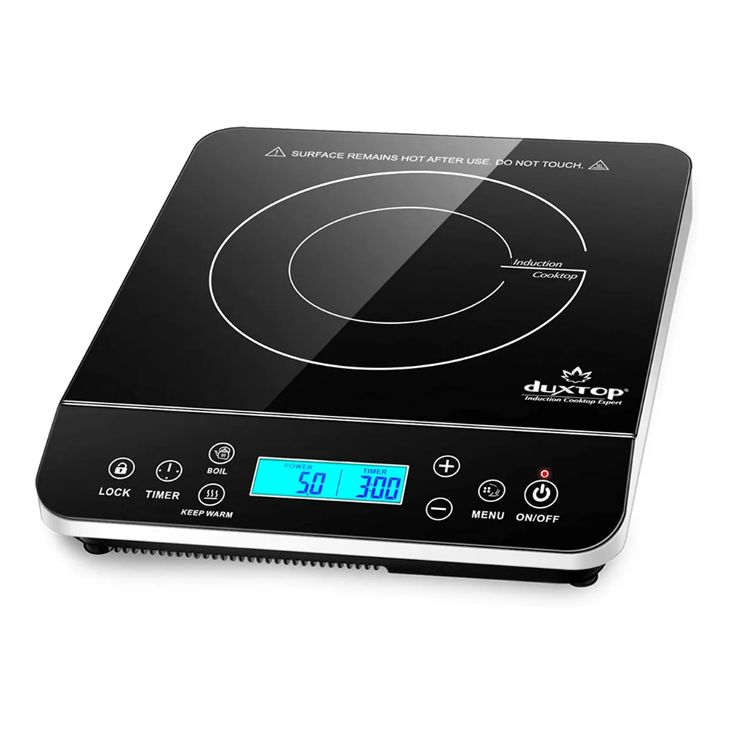 SURFACE REMAINS HOT AFTER USE. DO NOT TOUCH.
Induction
Cooktop
duxtop®
Induction Cooktop Expert
LOCK
TIMER
BOIL
KEEP WARM
POWER
5.0
TIMER
3:00
+
−
MENU
ON/OFF